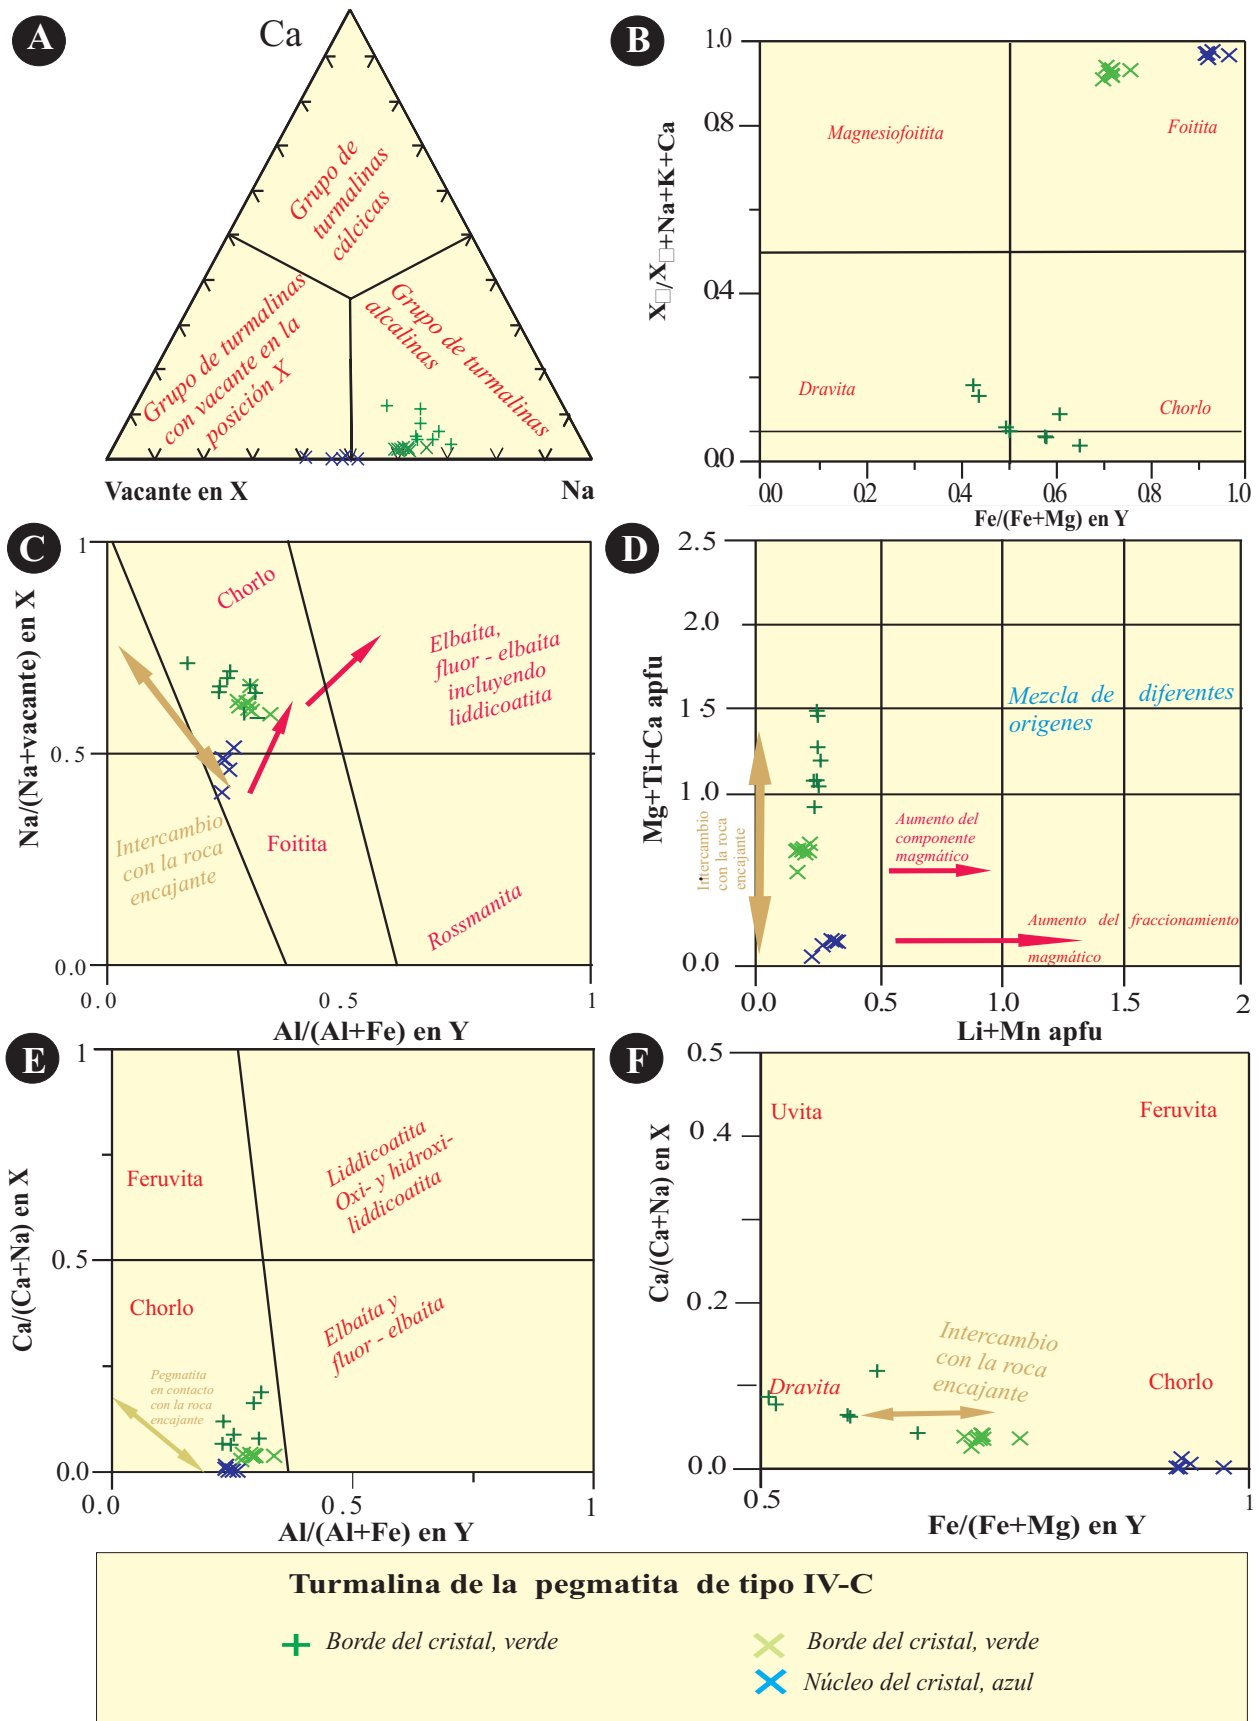 A
Ca
Grupo de
turmalinas
cálcicas
Grupo de turmalinas
con vacante en la
posición X
Grupo de turmalinas
alcalinas
Vacante en X
Na
B
1.0
0.8
0.4
0.0
X□/X□+Na+K+Ca
Magnesiofoitita
Foitita
Dravita
Chorlo
0.0
0.2
0.4
0.6
0.8
1.0
Fe/(Fe+Mg) en Y
C
1
0.5
0.0
Na/(Na+vacante) en X
Chorlo
Elbaíta,
fluor - elbaíta
incluyendo
liddicoatita
Intercambio
con la roca
encajante
Foitita
Rossmanita
0.0
0.5
1
Al/(Al+Fe) en Y
D
2.5
2.0
1.5
1.0
0.0
Mg+Ti+Ca apfu
Mezcla de diferentes
origenes
Intercambio
con la roca
encajante
Aumento del
componente
magmático
Aumento del fraccionamiento
magmático
0.0
0.5
1.0
1.5
2
Li+Mn apfu
E
1
0.5
0.0
Ca/(Ca+Na) en X
Feruvita
Liddicoatita
Oxi- y hidroxi-
liddicoatita
Chorlo
Elbaíta y
fluor - elbaíta
Pegmatita
en contacto
con la roca
encajante
0.0
0.5
1
Al/(Al+Fe) en Y
F
0.5
0.4
0.2
0.0
Ca/(Ca+Na) en X
Uvita
Feruvita
Intercambio
con la roca
encajante
Dravita
Chorlo
0.5
1
Fe/(Fe+Mg) en Y
Turmalina de la pegmatita de tipo IV-C
Borde del cristal, verde
Borde del cristal, verde
Núcleo del cristal, azul